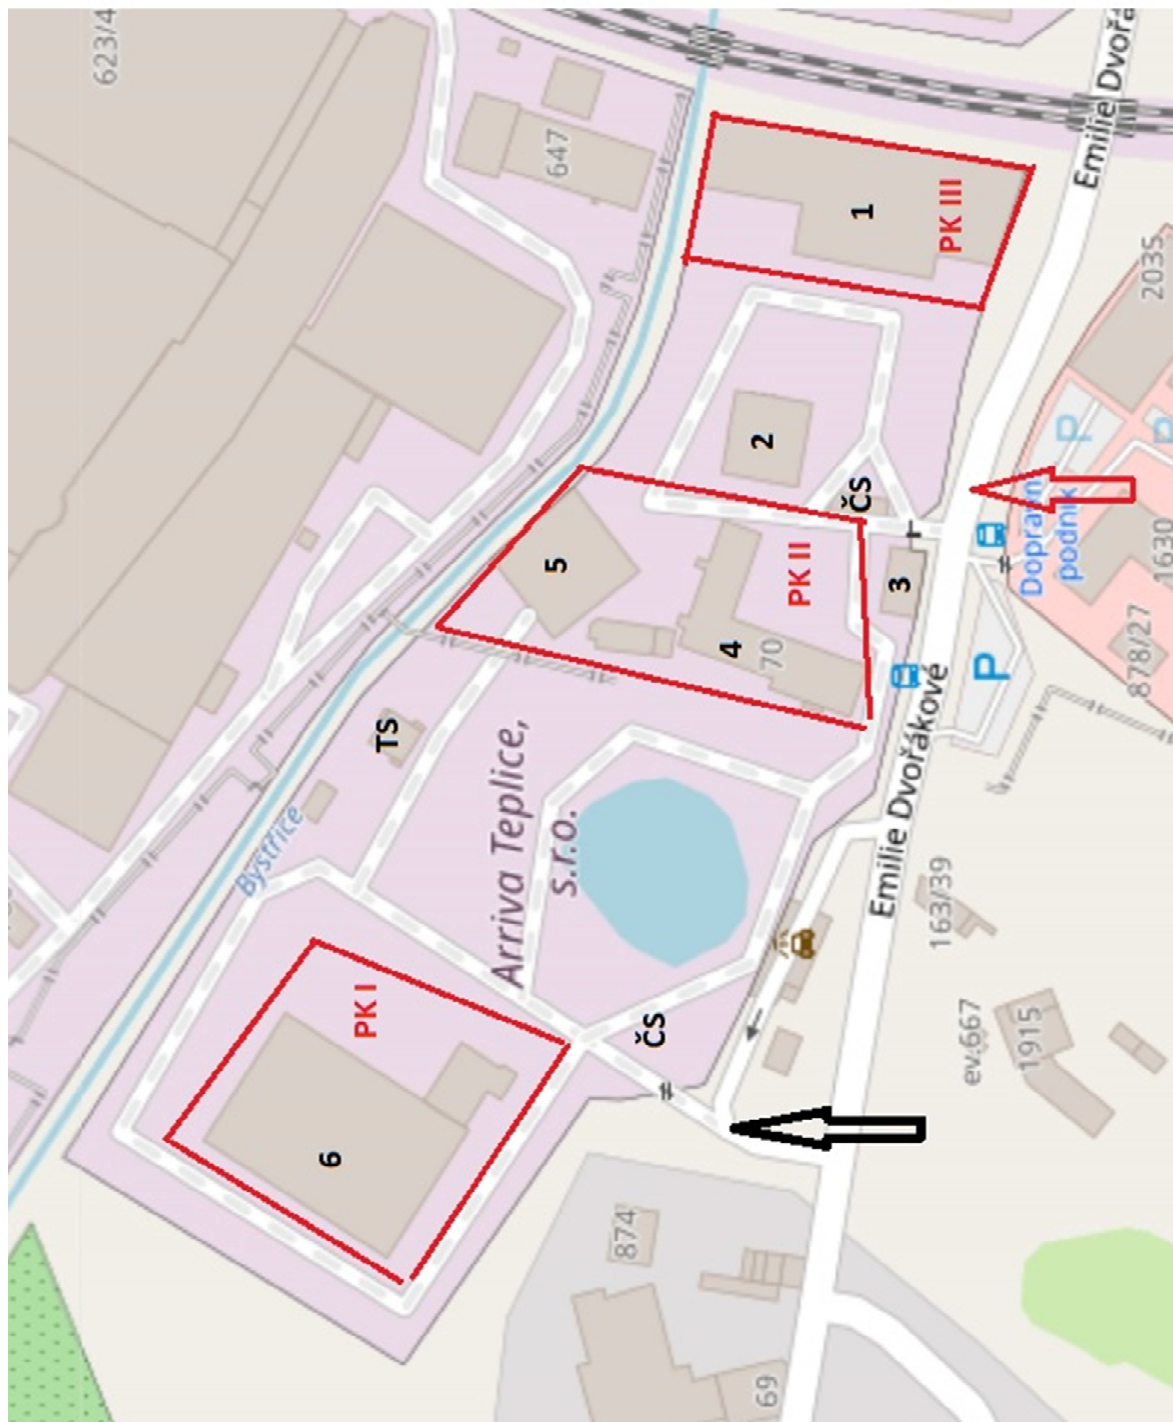 623/4
Bystřice
6
PK I
TS
Arriva Teplice,
s.r.o.
5
647
874
ČS
4
70
2
69
PK II
ČS
1
3
Emilie Dvořákové
163/39
PK III
ev.667
P
1915
Dopravní
podnik
P
Emilie Dvořá
878/27
2035
1630
P